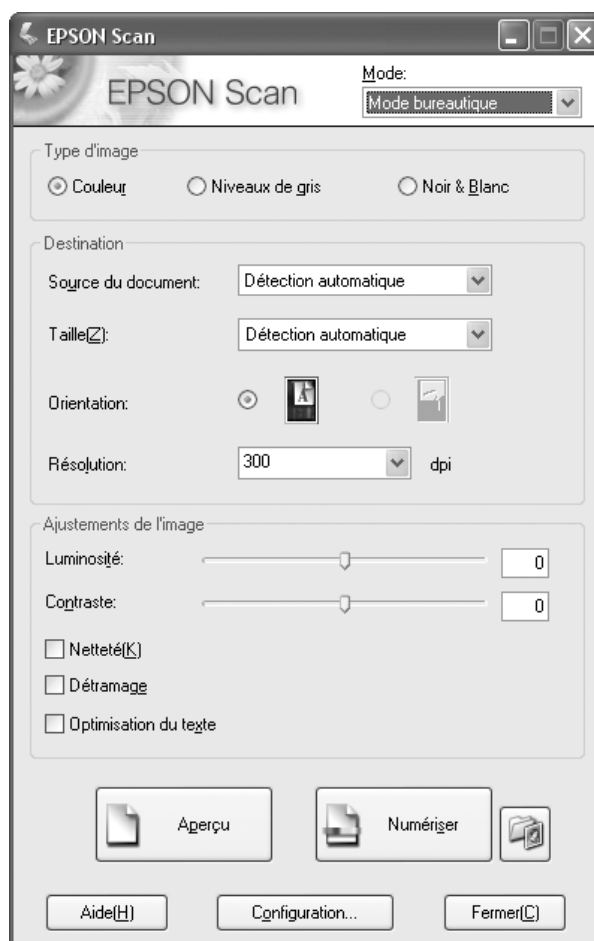 EPSON Scan
EPSON Scan
Mode:
Mode bureautique
Type d'image
Couleur Niveaux de gris Noir & Blanc
Destination
Source du document: Détection automatique
Taille(Z): Détection automatique
Orientation: A
Résolution: 300 dpi
Ajustements de l'image
Luminosité: 0
Contraste: 0
Netteté(K)
Détramage
Optimisation du texte
Aperçu Numériser
Aide(H) Configuration... Fermer(C)